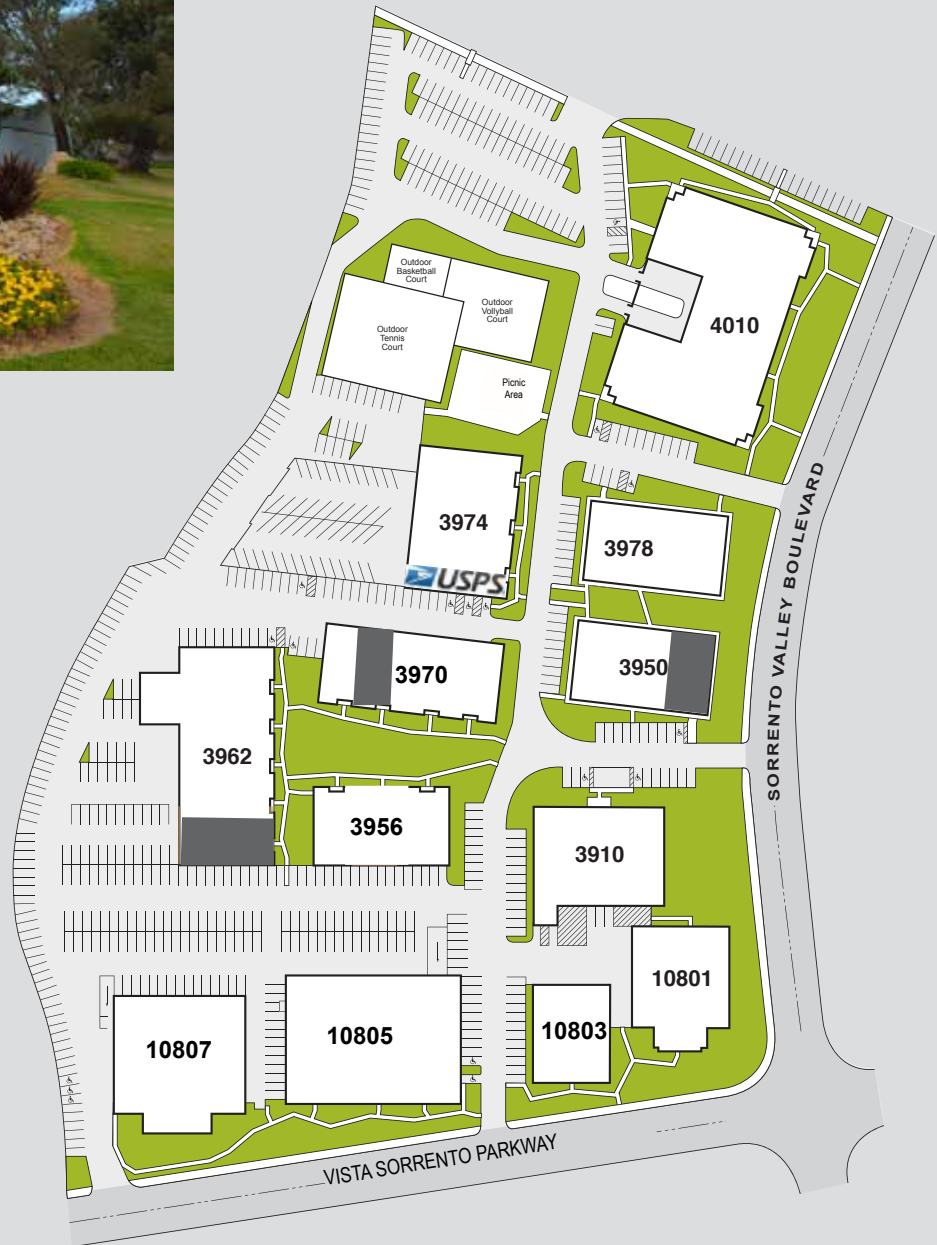 Outdoor
Basketball
Court
Outdoor
Vollyball
Court
Outdoor
Tennis
Court
Picnic
Area
4010
3974
USPS
3978
3950
3970
3962
3956
3910
10801
10803
10805
10807
SORRENTO VALLEY BOULEVARD
VISTA SORRENTO PARKWAY